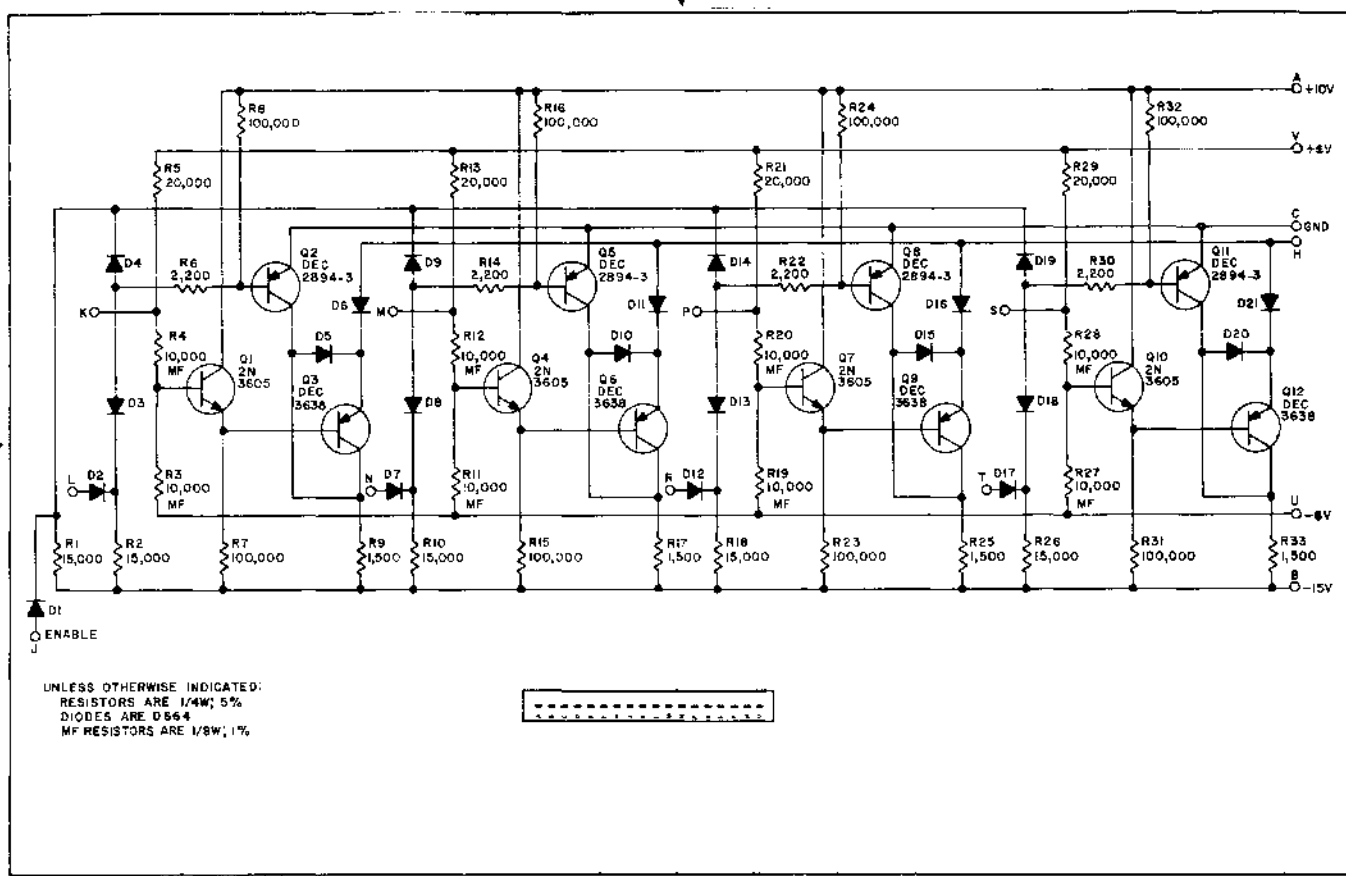 A
+10V
R8
100,000
R16
100,000
R24
100,000
R32
100,000
V
R5
20,000
R13
20,000
R21
20,000
R29
20,000
C
GND
H
D4
R6
2,200
Q2
DEC
2894-3
D9
R14
2,200
Q5
DEC
2894-3
D14
R22
2,200
Q8
DEC
2894-3
D19
R30
2,200
Q11
DEC
2894-3
K
D6
M
D11
P
D16
S
D21
R4
10,000
MF
D5
R12
10,000
MF
D10
R20
10,000
MF
D15
R28
10,000
MF
D20
Q1
2N
3605
Q3
DEC
3638
Q4
2N
3605
Q6
DEC
3638
Q7
2N
3605
Q9
DEC
3638
Q10
2N
3605
Q12
DEC
3638
D3
D8
D13
D18
L
D2
R3
10,000
MF
N
D7
R11
10,000
MF
R
D12
R19
10,000
MF
T
D17
R27
10,000
MF
U
R1
15,000
R2
15,000
R7
100,000
R9
1,500
R10
15,000
R15
100,000
R17
1,500
R18
15,000
R23
100,000
R25
1,500
R26
15,000
R31
100,000
R33
1,500
B
-15V
D1
ENABLE
J
UNLESS OTHERWISE INDICATED:
RESISTORS ARE 1/4W; 5%
DIODES ARE D664
MF RESISTORS ARE 1/8W; 1%